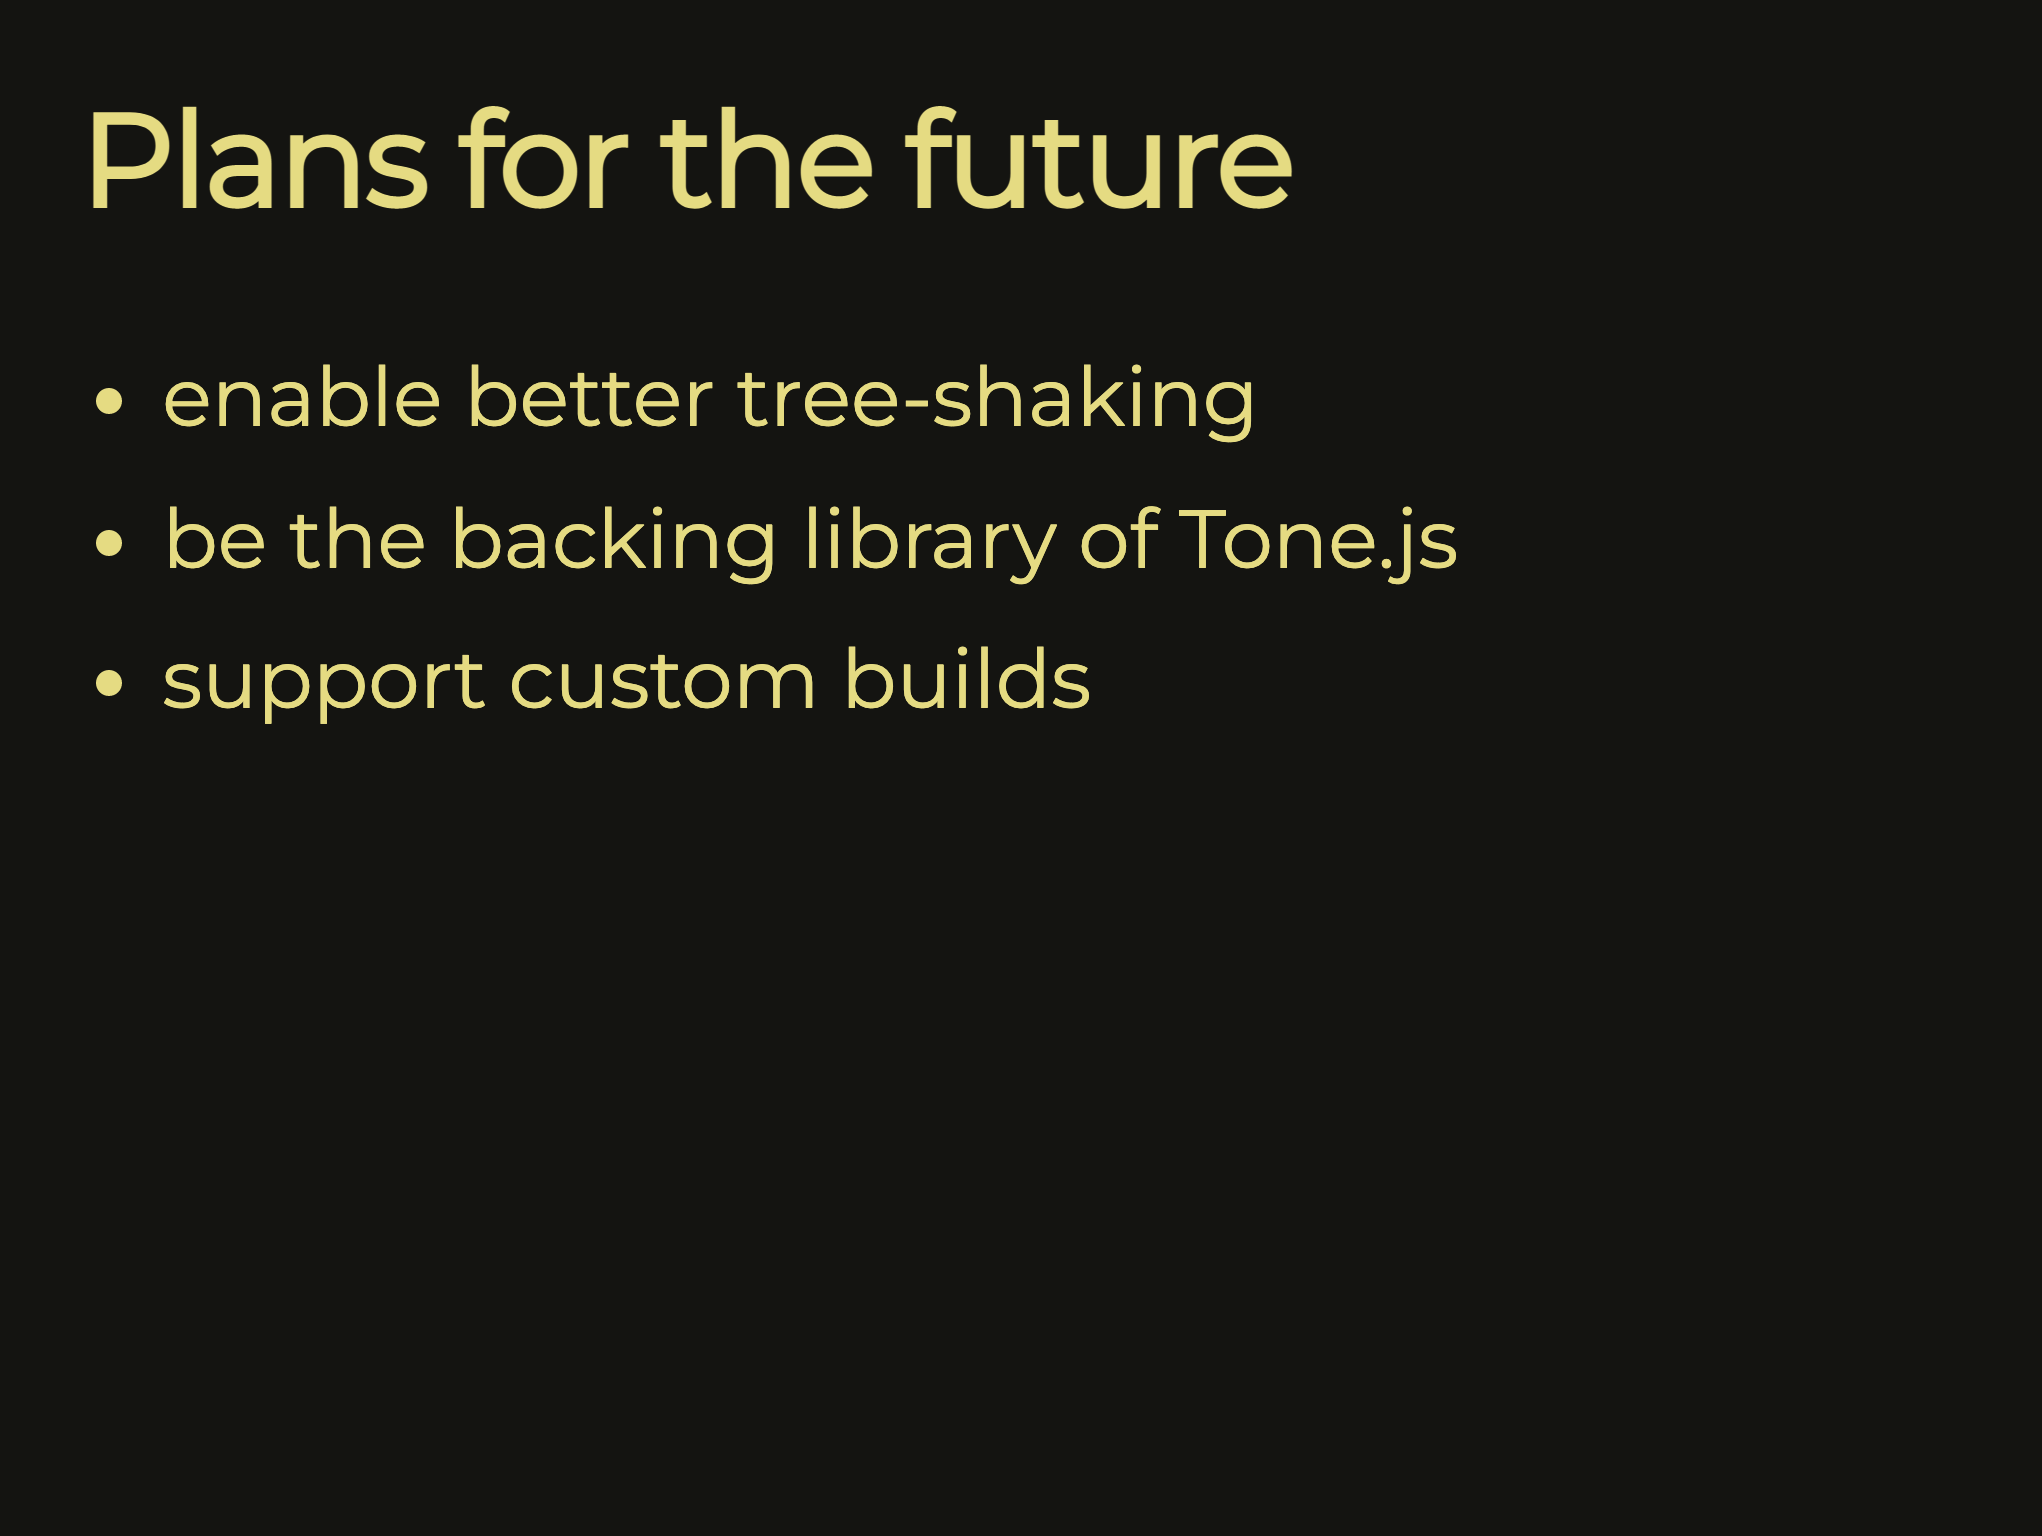 Plans for the future
• enable better tree-shaking
• be the backing library of Tone.js
• support custom builds